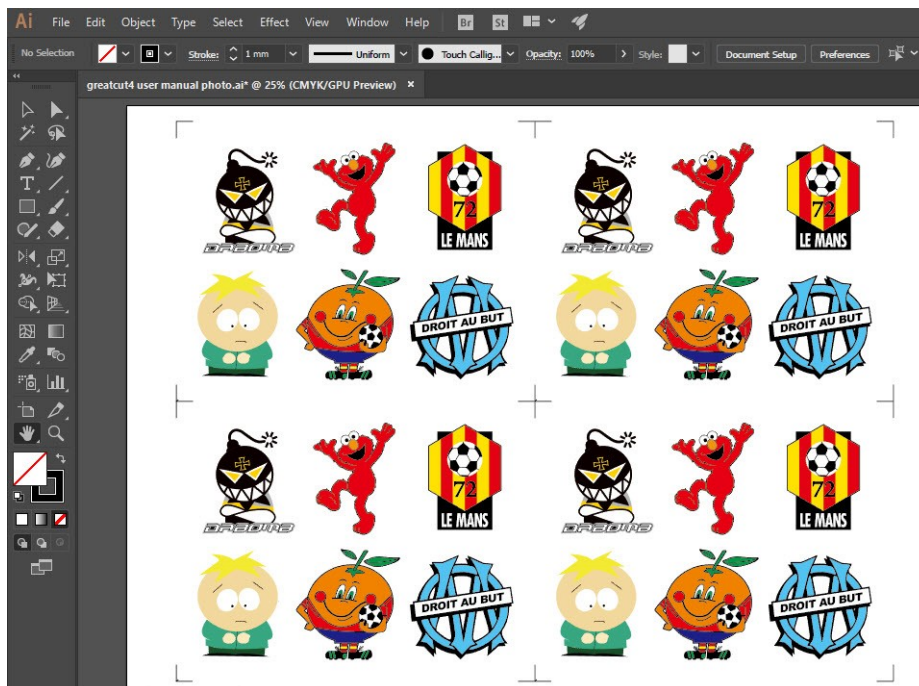 Ai File Edit Object Type Select Effect View Window Help Br St
No Selection Stroke: 1 mm Uniform Touch Callig... Opacity: 100% Style: Document Setup Preferences
greatcut4 user manual photo.ai* @ 25% (CMYK/GPU Preview) ×
72 72
LE MANS LE MANS
DROIT AU BUT DROIT AU BUT
72 72
LE MANS LE MANS
DROIT AU BUT DROIT AU BUT